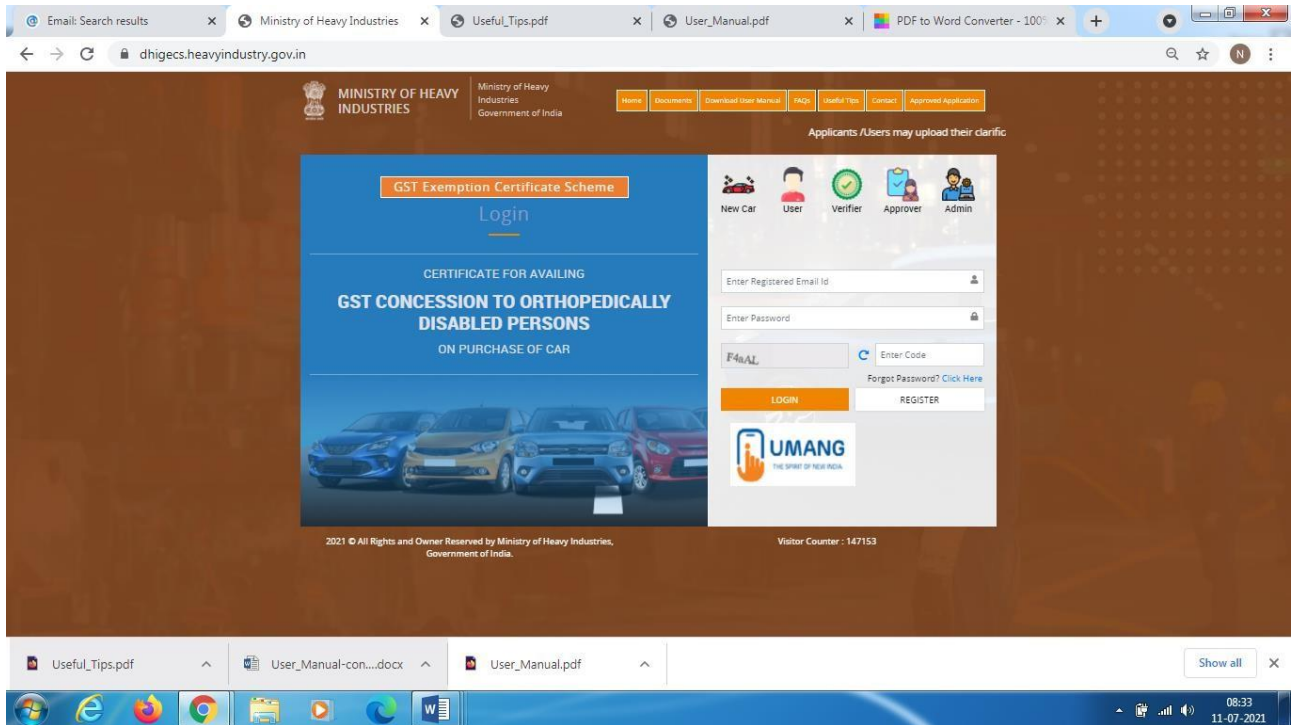 Email: Search results
Ministry of Heavy Industries
Useful_Tips.pdf
User_Manual.pdf
PDF to Word Converter - 100%
dhigecs.heavyindustry.gov.in
N
MINISTRY OF HEAVY
INDUSTRIES
Ministry of Heavy
Industries
Government of India
Home
Documents
Download User Manual
FAQs
Useful Tips
Contact
Approved Application
Applicants /Users may upload their clarific
GST Exemption Certificate Scheme
Login
CERTIFICATE FOR AVAILING
GST CONCESSION TO ORTHOPEDICALLY
DISABLED PERSONS
ON PURCHASE OF CAR
New Car
User
Verifier
Approver
Admin
Enter Registered Email Id
Enter Password
F4aAL
Enter Code
Forgot Password? Click Here
LOGIN
REGISTER
UMANG
THE SPIRIT OF NEW INDIA
2021 © All Rights and Owner Reserved by Ministry of Heavy Industries,
Government of India.
Visitor Counter : 147153
Useful_Tips.pdf
User_Manual-con....docx
User_Manual.pdf
Show all
08:33
11-07-2021